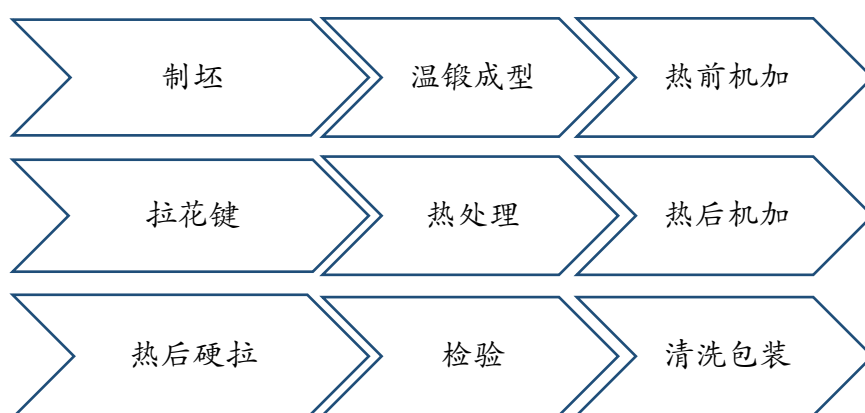 制坯
温锻成型
热前机加
拉花键
热处理
热后机加
热后硬拉
检验
清洗包装